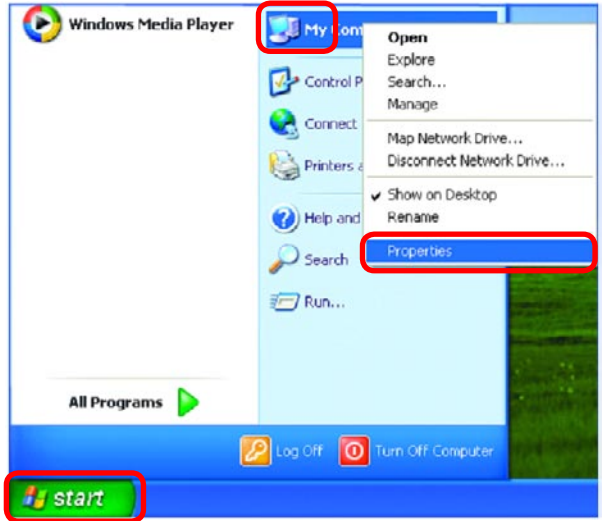 Windows Media Player
All Programs
My Com
Control P
Connect
Printers a
Help and
Search
Run...
Open
Explore
Search...
Manage
Map Network Drive...
Disconnect Network Drive...
Show on Desktop
Rename
Properties
Log Off
Turn Off Computer
start